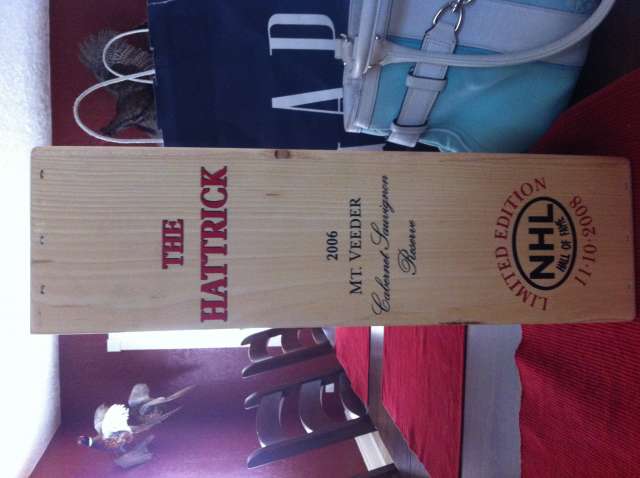 THE
HATTRICK
2006
MT. VEEDER
Cabernet Sauvignon
Reserve
LIMITED EDITION
NHL
HALL OF FAME
11·10·2008